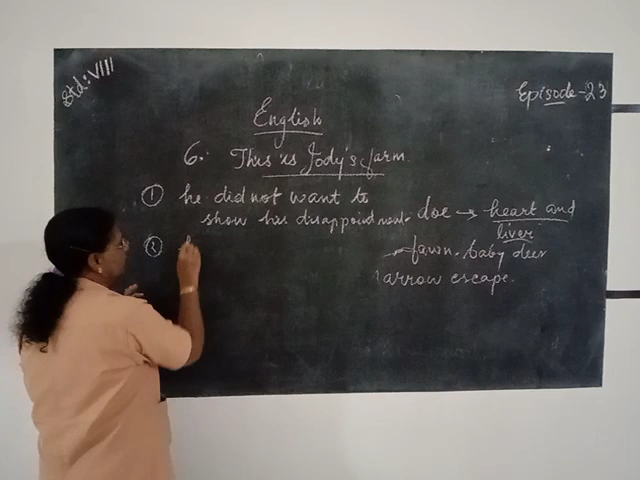 Std: VIII
Episode - 23
English
6. This is Jody's farm.
① he did not want to
show his disappointment.
②
doe → heart and
liver
fawn - baby deer
narrow escape.